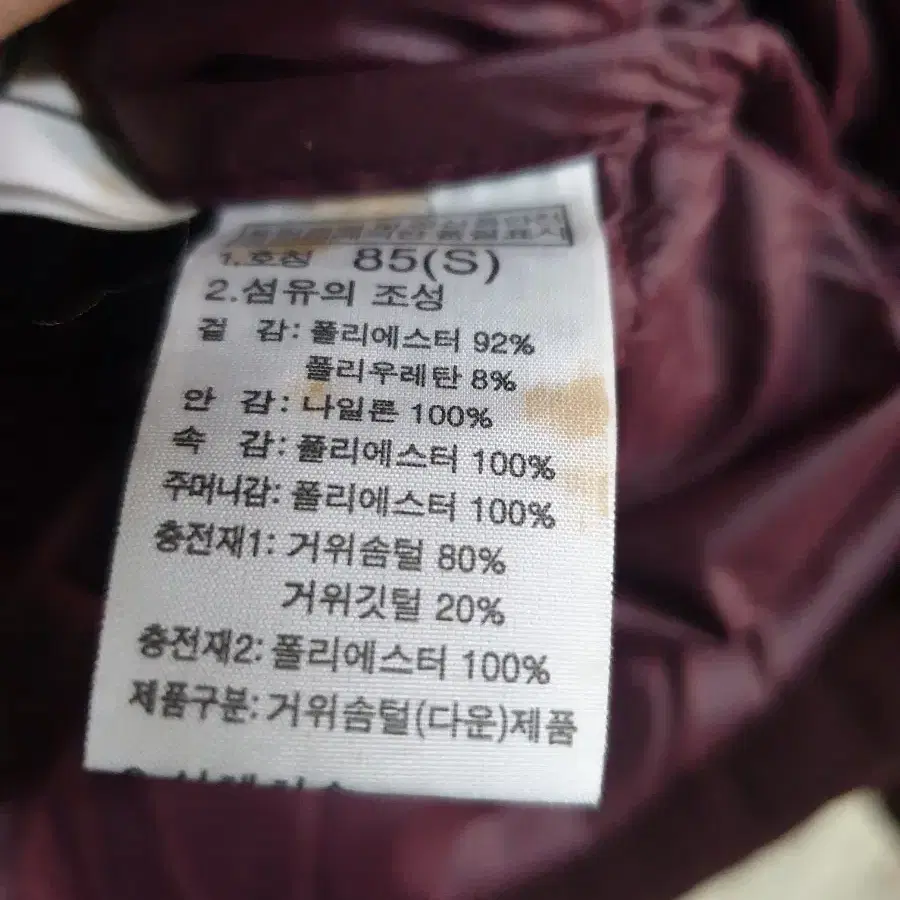 1.호칭 85(S)
2.섬유의 조성
겉 감: 폴리에스터 92%
폴리우레탄 8%
안 감: 나일론 100%
속 감: 폴리에스터 100%
주머니감: 폴리에스터 100%
충전재1: 거위솜털 80%
거위깃털 20%
충전재2: 폴리에스터 100%
제품구분: 거위솜털(다운)제품